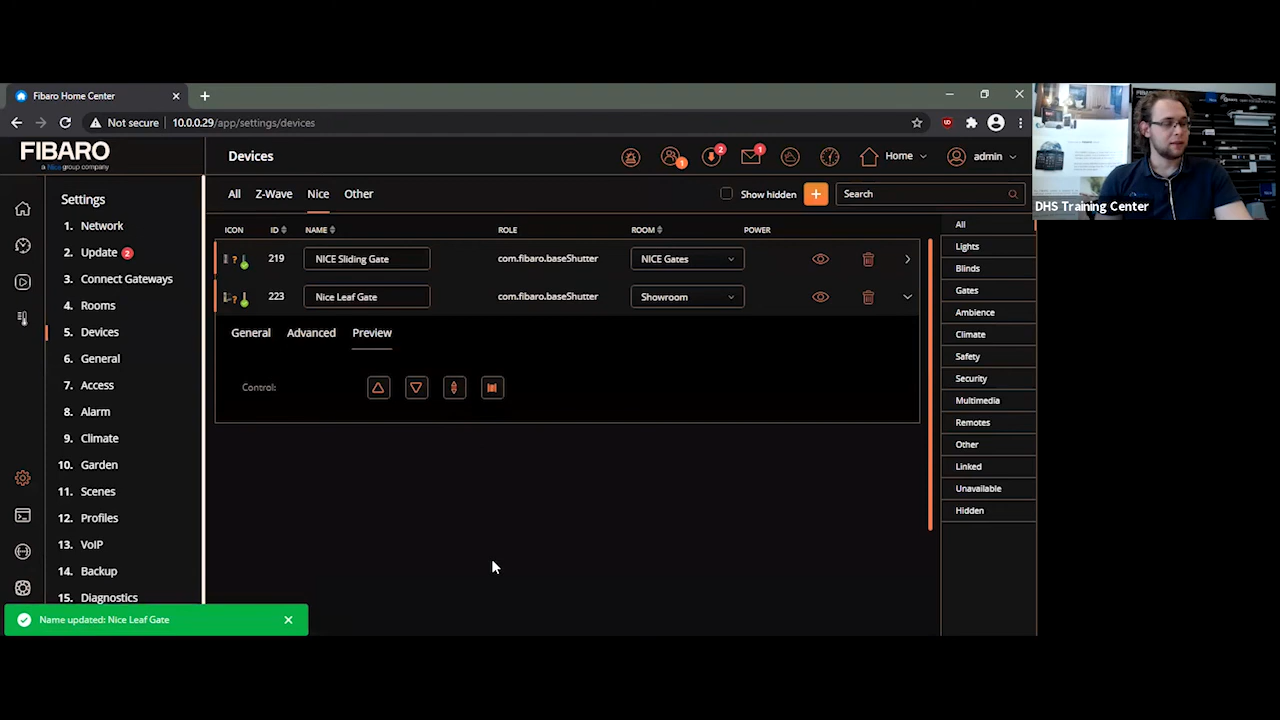 Fibaro Home Center
Not secure
10.0.0.29/app/settings/devices
FIBARO
a Nice group company
Devices
1
2
1
Home
admin
Settings
1. Network
2. Update 2
3. Connect Gateways
4. Rooms
5. Devices
6. General
7. Access
8. Alarm
9. Climate
10. Garden
11. Scenes
12. Profiles
13. VoIP
14. Backup
15. Diagnostics
All Z-Wave Nice Other
Show hidden
Search
ICON ID NAME ROLE ROOM POWER
219 NICE Sliding Gate com.fibaro.baseShutter NICE Gates
223 Nice Leaf Gate com.fibaro.baseShutter Showroom
General Advanced Preview
Control:
All
Lights
Blinds
Gates
Ambience
Climate
Safety
Security
Multimedia
Remotes
Other
Linked
Unavailable
Hidden
Name updated: Nice Leaf Gate
DHS Training Center